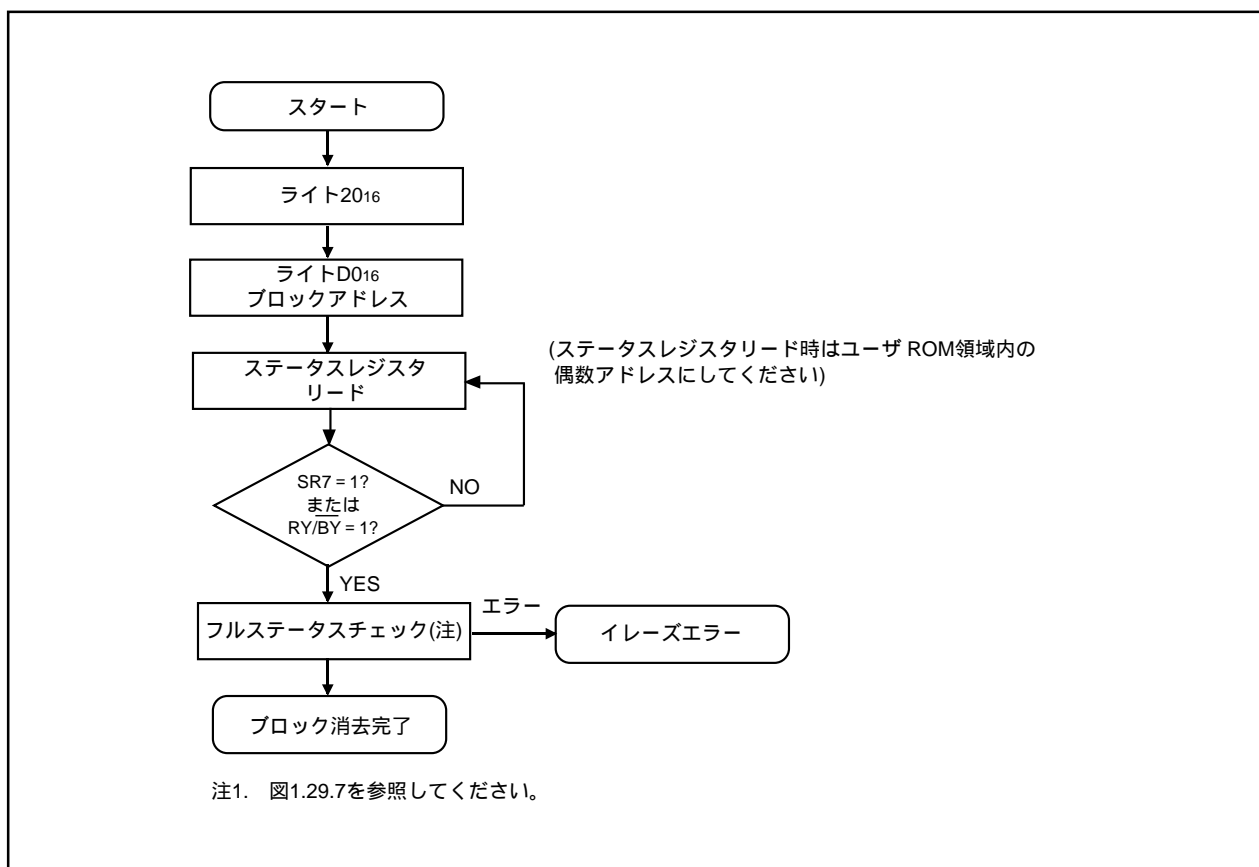 スタート
ライト20₁₆
ライトD0₁₆
ブロックアドレス
ステータスレジスタ
リード
(ステータスレジスタリード時はユーザ ROM領域内の
偶数アドレスにしてください)
SR7 = 1?
または
RY/B̅Y̅ = 1?
NO
YES
フルステータスチェック(注)
エラー
イレーズエラー
ブロック消去完了
注1. 図1.29.7を参照してください。